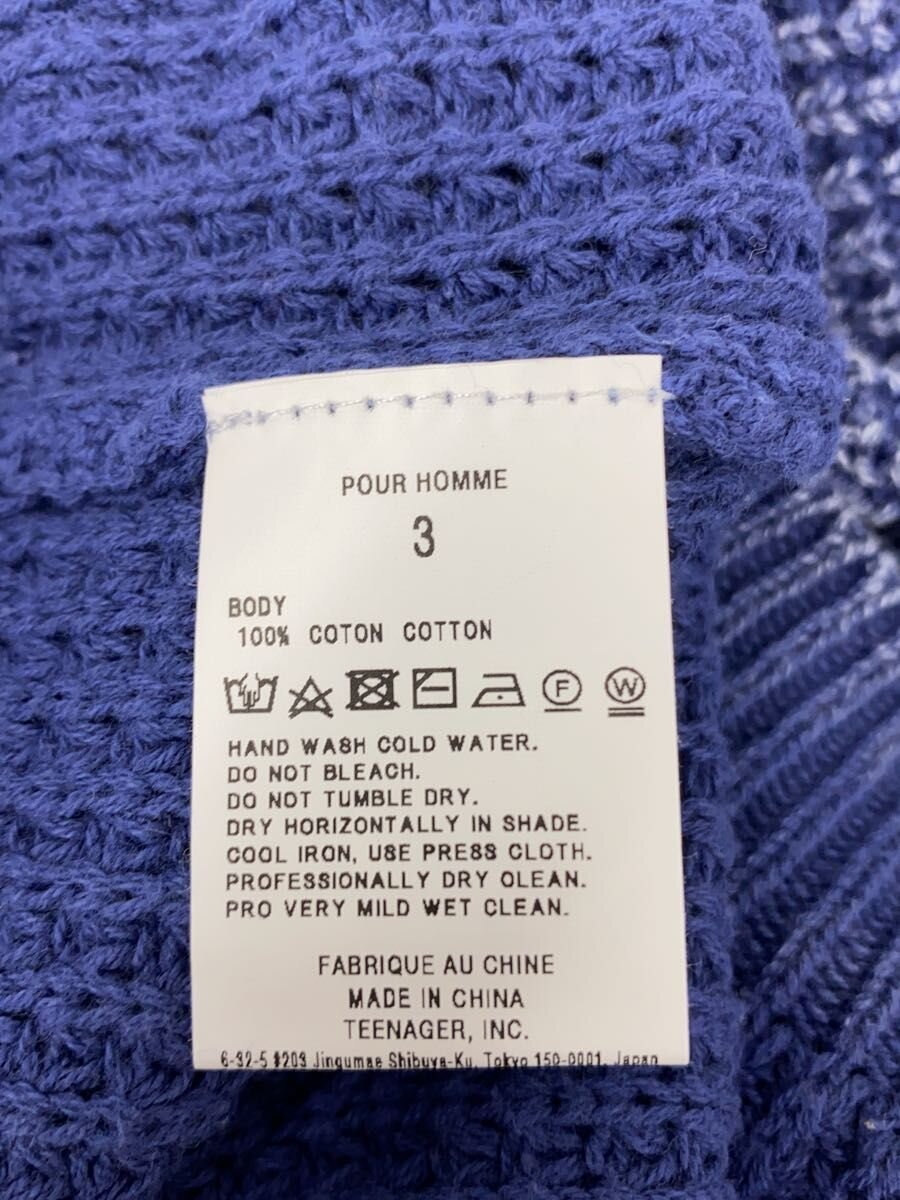 POUR HOMME
3
BODY
100% COTON COTTON
F W
HAND WASH COLD WATER.
DO NOT BLEACH.
DO NOT TUMBLE DRY.
DRY HORIZONTALLY IN SHADE.
COOL IRON, USE PRESS CLOTH.
PROFESSIONALLY DRY CLEAN.
PRO VERY MILD WET CLEAN.
FABRIQUE AU CHINE
MADE IN CHINA
TEENAGER, INC.
6-32-5 #203 Jingumae Shibuya-Ku, Tokyo 150-0001, Japan